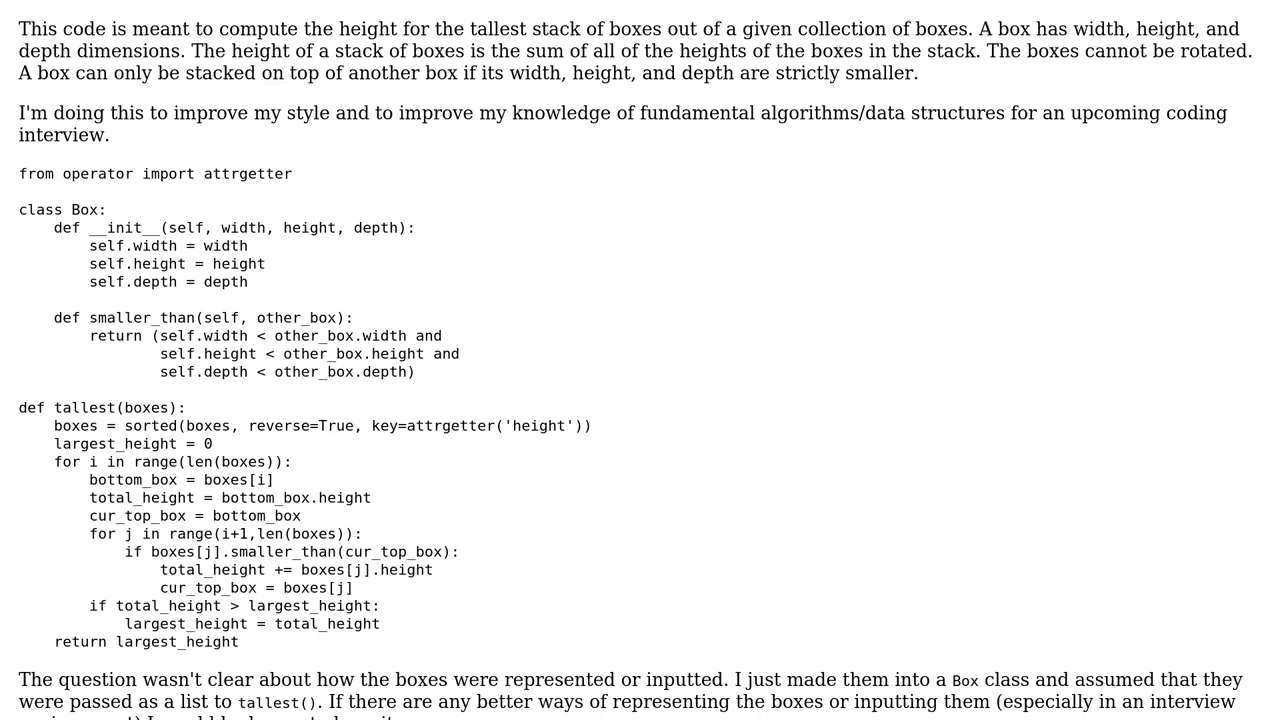 This code is meant to compute the height for the tallest stack of boxes out of a given collection of boxes. A box has width, height, and
depth dimensions. The height of a stack of boxes is the sum of all of the heights of the boxes in the stack. The boxes cannot be rotated.
A box can only be stacked on top of another box if its width, height, and depth are strictly smaller.
I'm doing this to improve my style and to improve my knowledge of fundamental algorithms/data structures for an upcoming coding
interview.
from operator import attrgetter
class Box:
    def __init__(self, width, height, depth):
        self.width = width
        self.height = height
        self.depth = depth
    def smaller_than(self, other_box):
        return (self.width < other_box.width and
                self.height < other_box.height and
                self.depth < other_box.depth)
def tallest(boxes):
    boxes = sorted(boxes, reverse=True, key=attrgetter('height'))
    largest_height = 0
    for i in range(len(boxes)):
        bottom_box = boxes[i]
        total_height = bottom_box.height
        cur_top_box = bottom_box
        for j in range(i+1,len(boxes)):
            if boxes[j].smaller_than(cur_top_box):
                total_height += boxes[j].height
                cur_top_box = boxes[j]
        if total_height > largest_height:
            largest_height = total_height
    return largest_height
The question wasn't clear about how the boxes were represented or inputted. I just made them into a Box class and assumed that they
were passed as a list to tallest(). If there are any better ways of representing the boxes or inputting them (especially in an interview